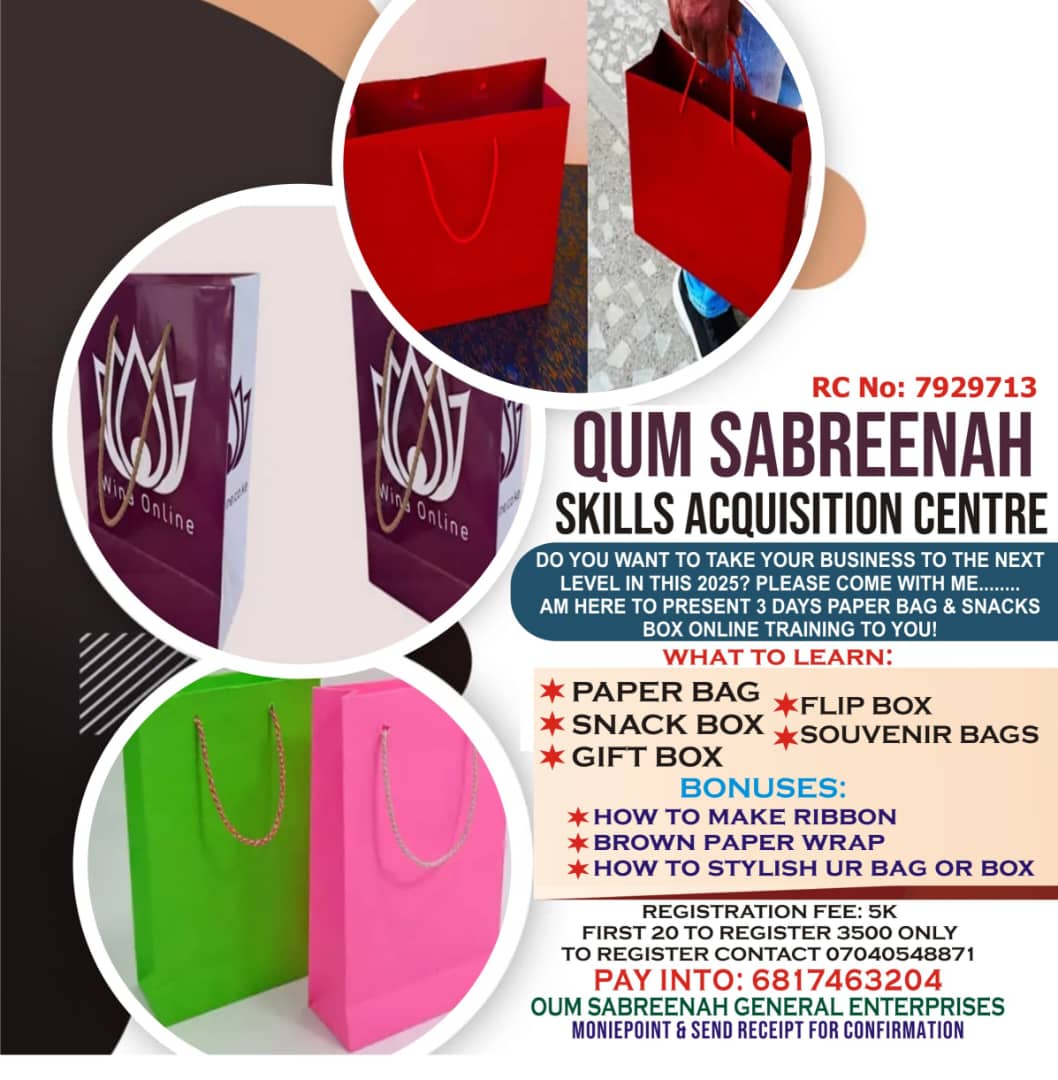 RC No: 7929713
QUM SABREENAH
SKILLS ACQUISITION CENTRE
DO YOU WANT TO TAKE YOUR BUSINESS TO THE NEXT
LEVEL IN THIS 2025? PLEASE COME WITH ME........
AM HERE TO PRESENT 3 DAYS PAPER BAG & SNACKS
BOX ONLINE TRAINING TO YOU!
WHAT TO LEARN:
PAPER BAG
SNACK BOX
GIFT BOX
FLIP BOX
SOUVENIR BAGS
BONUSES:
HOW TO MAKE RIBBON
BROWN PAPER WRAP
HOW TO STYLISH UR BAG OR BOX
REGISTRATION FEE: 5K
FIRST 20 TO REGISTER 3500 ONLY
TO REGISTER CONTACT 07040548871
PAY INTO: 6817463204
OUM SABREENAH GENERAL ENTERPRISES
MONIEPOINT & SEND RECEIPT FOR CONFIRMATION
Online
Online